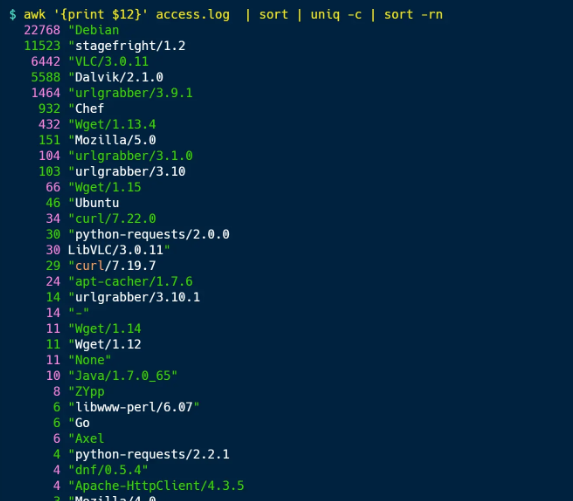 $ awk '{print $12}' access.log | sort | uniq -c | sort -rn
22768 "Debian
11523 "stagefright/1.2
6442 "VLC/3.0.11
5588 "Dalvik/2.1.0
1464 "urlgrabber/3.9.1
932 "Chef
432 "Wget/1.13.4
151 "Mozilla/5.0
104 "urlgrabber/3.1.0
103 "urlgrabber/3.10
66 "Wget/1.15
46 "Ubuntu
34 "curl/7.22.0
30 "python-requests/2.0.0
30 LibVLC/3.0.11"
29 "curl/7.19.7
24 "apt-cacher/1.7.6
14 "urlgrabber/3.10.1
14 "-"
11 "Wget/1.14
11 "Wget/1.12
11 "None"
10 "Java/1.7.0_65"
8 "ZYpp
6 "libwww-perl/6.07"
6 "Go
6 "Axel
4 "python-requests/2.2.1
4 "dnf/0.5.4"
4 "Apache-HttpClient/4.3.5
3 "Mozilla/4.0